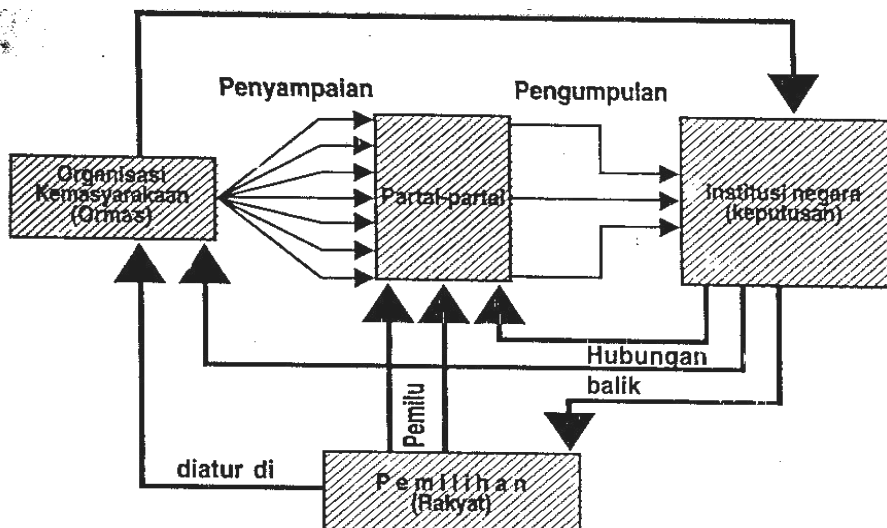 Penyampaian
Pengumpulan
Organisasi
Kemasyarakaan
(Ormas)
Partai-partai
Institusi negara
(keputusan)
Hubungan
balik
Pemilu
diatur di
Pemilihan
(Rakyat)